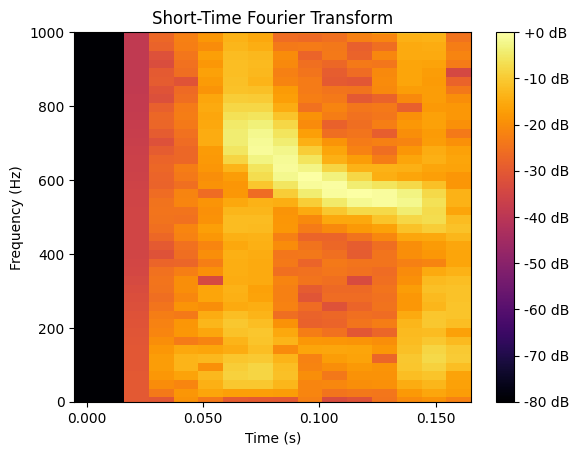 Short-Time Fourier Transform
1000
800
600
400
200
0
Frequency (Hz)
0.000
0.050
0.100
0.150
Time (s)
+0 dB
-10 dB
-20 dB
-30 dB
-40 dB
-50 dB
-60 dB
-70 dB
-80 dB